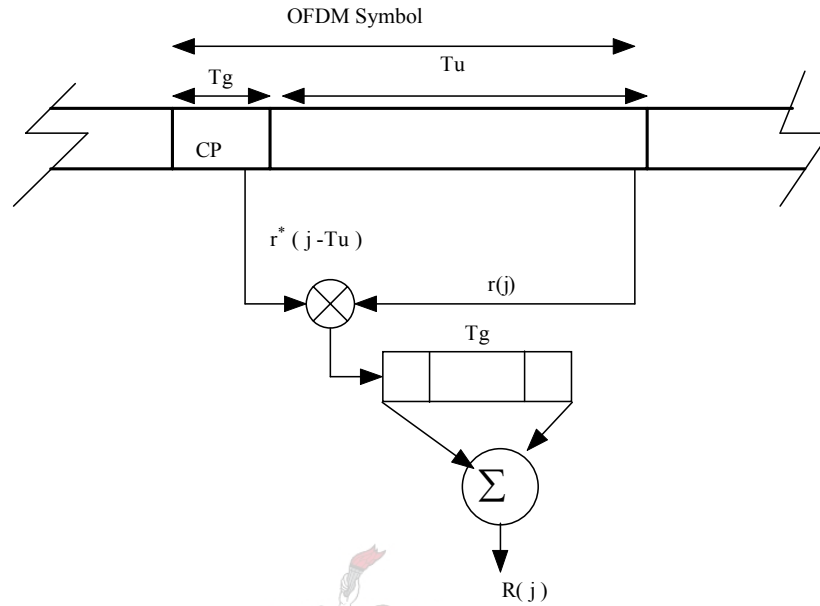 OFDM Symbol
Tg
Tu
CP
r* ( j -Tu )
r(j)
Tg
Σ
R( j )